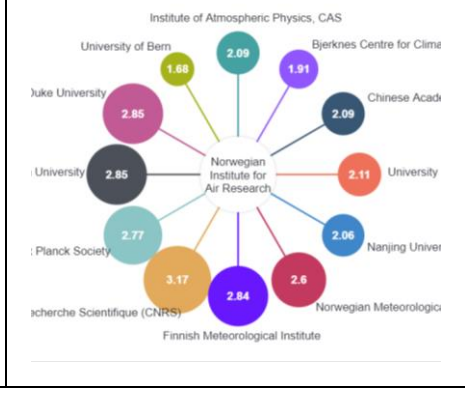 Institute of Atmospheric Physics, CAS
2.09
University of Bern
1.68
Bjerknes Centre for Clima
1.91
Duke University
2.85
Chinese Acade
2.09
Norwegian
Institute for
Air Research
University
2.85
2.11
University
Planck Society
2.77
2.06
Nanjing Univer
echerche Scientifique (CNRS)
3.17
2.84
2.6
Norwegian Meteorologica
Finnish Meteorological Institute